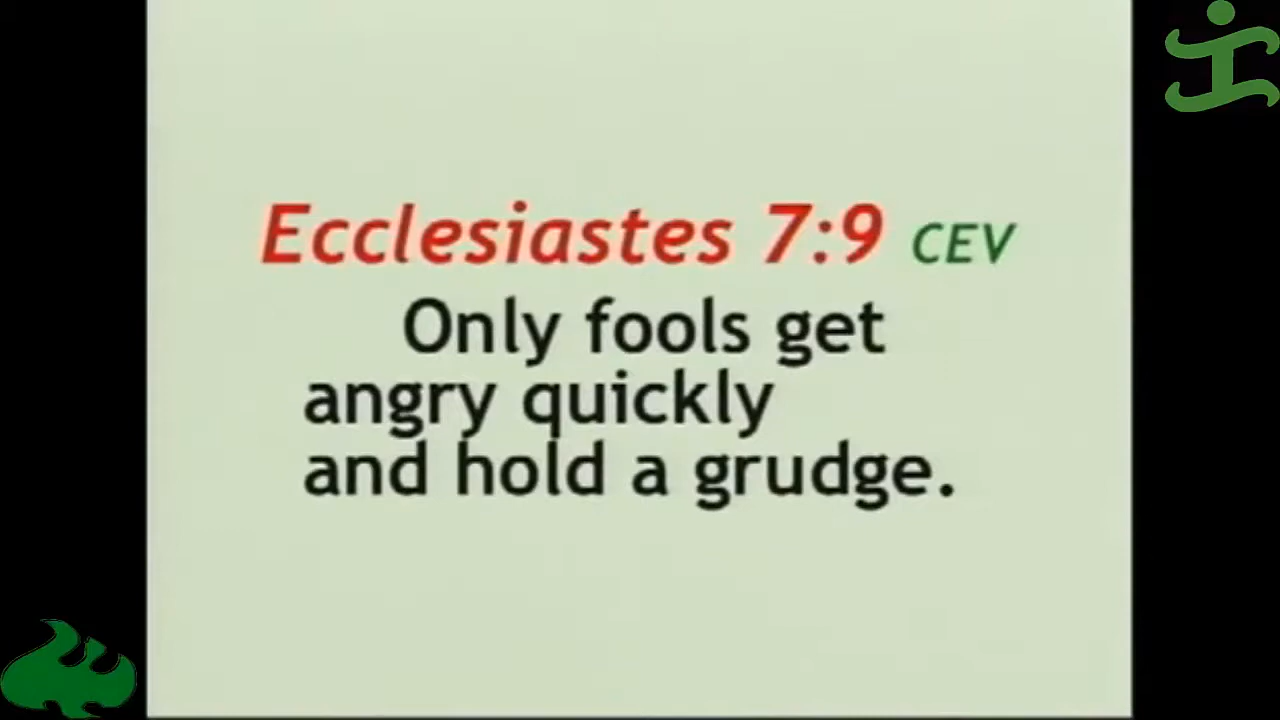 Ecclesiastes 7:9 CEV
Only fools get
angry quickly
and hold a grudge.